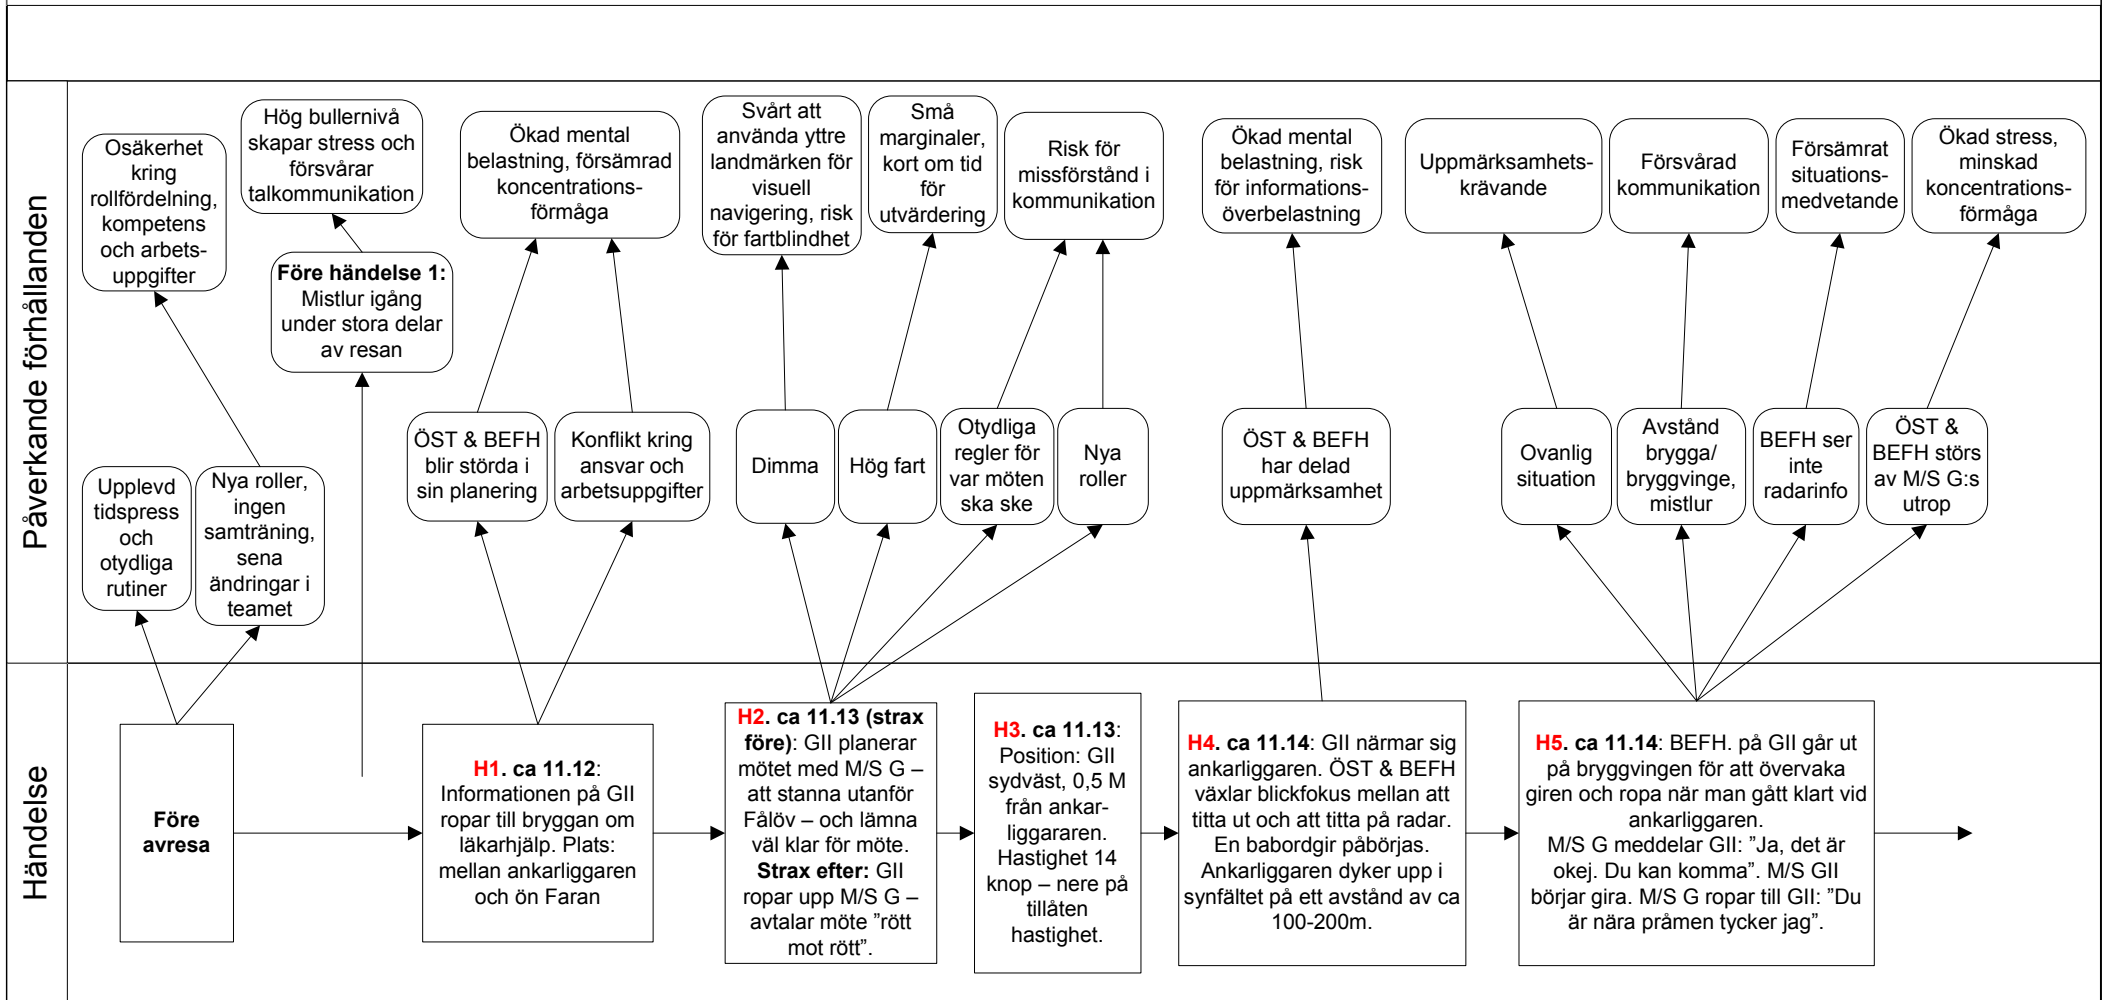 Påverkande förhållanden
Osäkerhet
kring
rollfördelning,
kompetens
och arbets-
uppgifter
Hög bullernivå
skapar stress och
försvårar
talkommunikation
Ökad mental
belastning, försämrad
koncentrations-
förmåga
Svårt att
använda yttre
landmärken för
visuell
navigering, risk
för fartblindhet
Små
marginaler,
kort om tid
för
utvärdering
Risk för
missförstånd i
kommunikation
Ökad mental
belastning, risk
för informations-
överbelastning
Uppmärksamhets-
krävande
Försvårad
kommunikation
Försämrat
situations-
medvetande
Ökad stress,
minskad
koncentrations-
förmåga
Före händelse 1:
Mistlur igång
under stora delar
av resan
Upplevd
tidspress
och
otydliga
rutiner
Nya roller,
ingen
samträning,
sena
ändringar i
teamet
ÖST & BEFH
blir störda i
sin planering
Konflikt kring
ansvar och
arbetsuppgifter
Dimma
Hög fart
Otydliga
regler för
var möten
ska ske
Nya
roller
ÖST & BEFH
har delad
uppmärksamhet
Ovanlig
situation
Avstånd
brygga/
bryggvinge,
mistlur
BEFH ser
inte
radarinfo
ÖST &
BEFH störs
av M/S G:s
utrop
Händelse
Före
avresa
H1. ca 11.12:
Informationen på GII
ropar till bryggan om
läkarhjälp. Plats:
mellan ankarliggaren
och ön Faran
H2. ca 11.13 (strax
före): GII planerar
mötet med M/S G –
att stanna utanför
Fålöv – och lämna
väl klar för möte.
Strax efter: GII
ropar upp M/S G –
avtalar möte ”rött
mot rött”.
H3. ca 11.13:
Position: GII
sydväst, 0,5 M
från ankar-
liggararen.
Hastighet 14
knop – nere på
tillåten
hastighet.
H4. ca 11.14: GII närmar sig
ankarliggaren. ÖST & BEFH
växlar blickfokus mellan att
titta ut och att titta på radar.
En babordgir påbörjas.
Ankarliggaren dyker upp i
synfältet på ett avstånd av ca
100-200m.
H5. ca 11.14: BEFH. på GII går ut
på bryggvingen för att övervaka
giren och ropa när man gått klart vid
ankarliggaren.
M/S G meddelar GII: ”Ja, det är
okej. Du kan komma”. M/S GII
börjar gira. M/S G ropar till GII: ”Du
är nära pråmen tycker jag”.